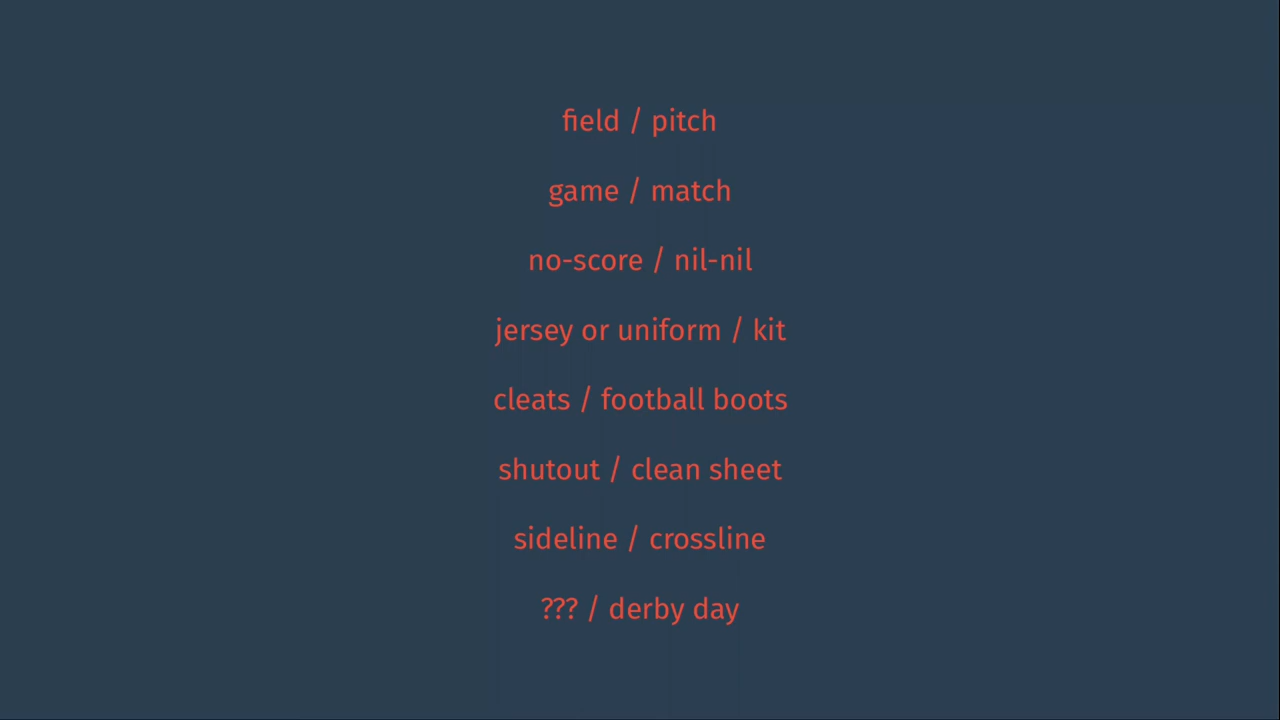 field / pitch
game / match
no-score / nil-nil
jersey or uniform / kit
cleats / football boots
shutout / clean sheet
sideline / crossline
??? / derby day